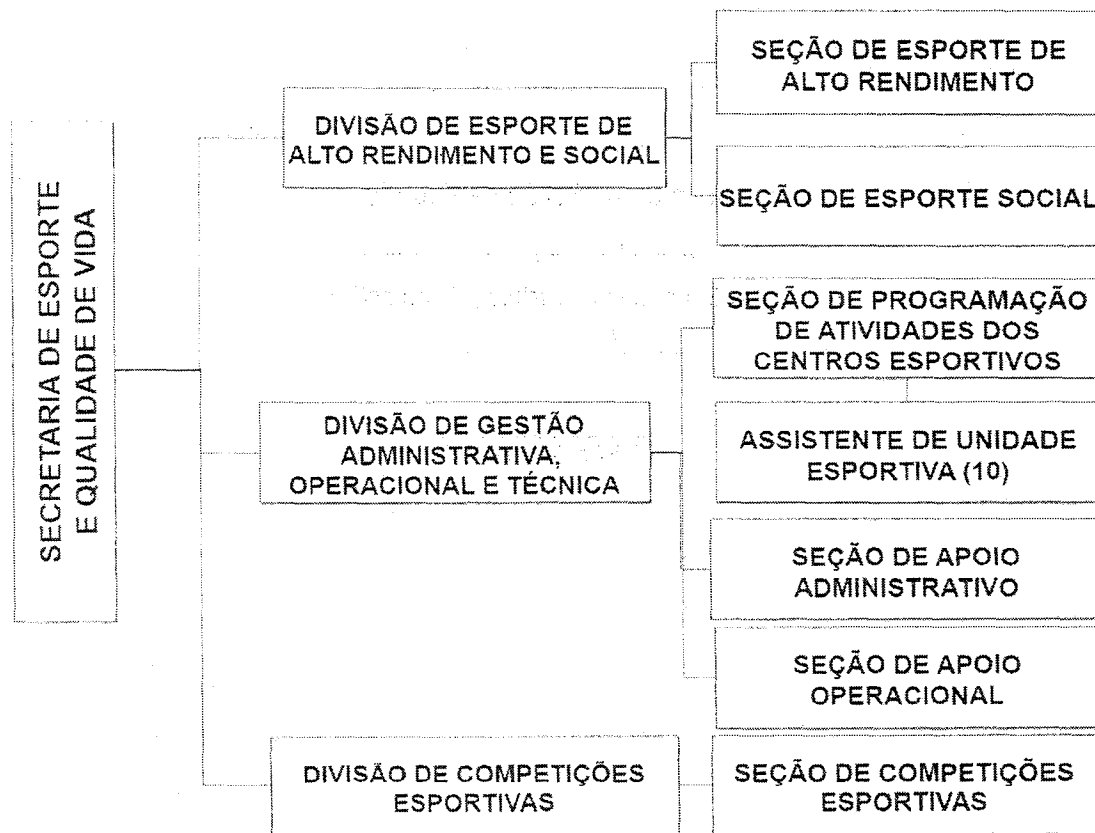 SECRETARIA DE ESPORTE
E QUALIDADE DE VIDA
DIVISÃO DE ESPORTE DE
ALTO RENDIMENTO E SOCIAL
SEÇÃO DE ESPORTE DE
ALTO RENDIMENTO
SEÇÃO DE ESPORTE SOCIAL
DIVISÃO DE GESTÃO
ADMINISTRATIVA,
OPERACIONAL E TÉCNICA
SEÇÃO DE PROGRAMAÇÃO
DE ATIVIDADES DOS
CENTROS ESPORTIVOS
ASSISTENTE DE UNIDADE
ESPORTIVA (10)
SEÇÃO DE APOIO
ADMINISTRATIVO
SEÇÃO DE APOIO
OPERACIONAL
DIVISÃO DE COMPETIÇÕES
ESPORTIVAS
SEÇÃO DE COMPETIÇÕES
ESPORTIVAS